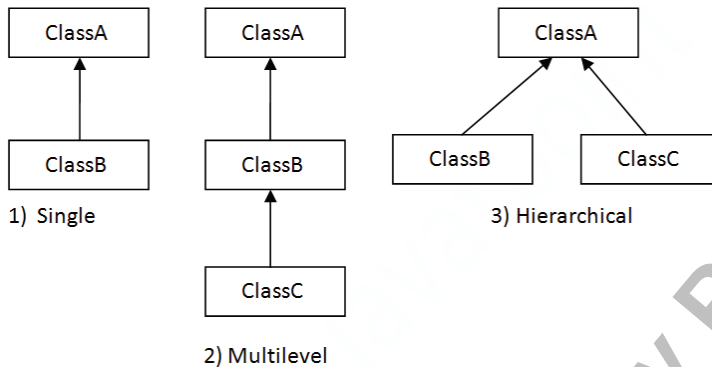 ClassA
ClassB
1) Single
ClassA
ClassB
ClassC
2) Multilevel
ClassA
ClassB
ClassC
3) Hierarchical